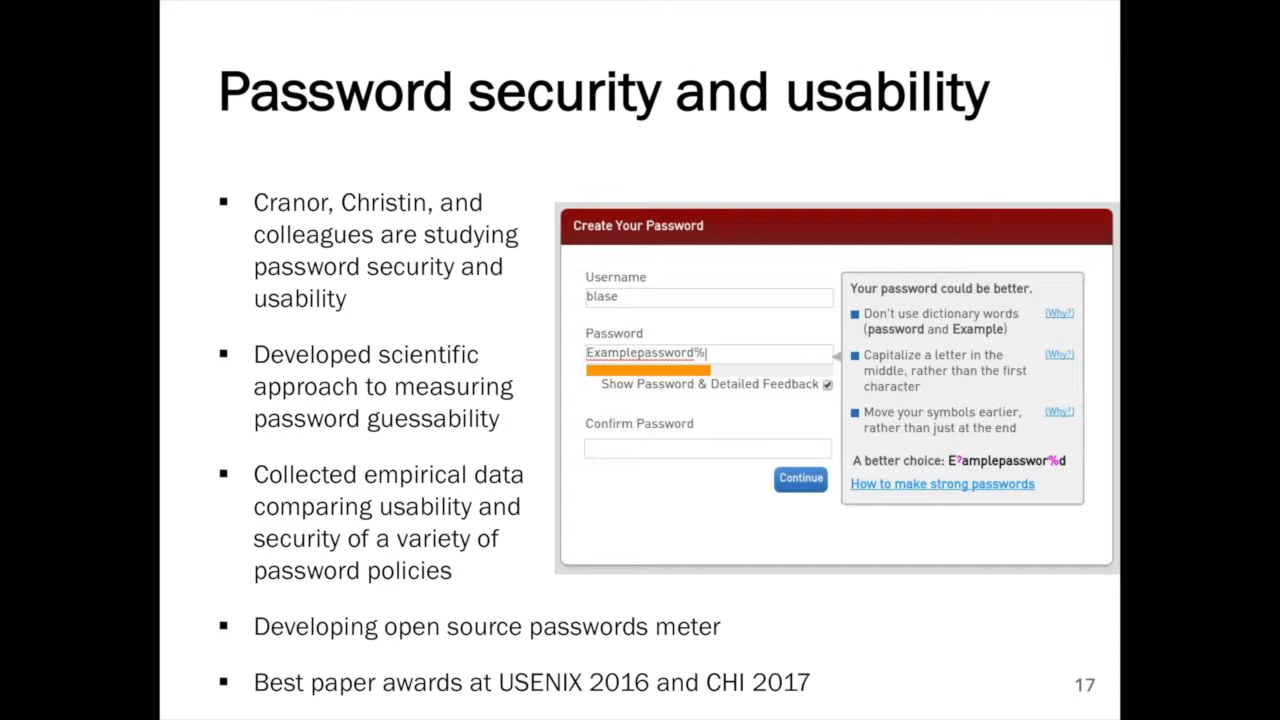 Password security and usability
▪ Cranor, Christin, and
colleagues are studying
password security and
usability
▪ Developed scientific
approach to measuring
password guessability
▪ Collected empirical data
comparing usability and
security of a variety of
password policies
▪ Developing open source passwords meter
▪ Best paper awards at USENIX 2016 and CHI 2017
Create Your Password
Username
blase
Password
Examplepassword%
Show Password & Detailed Feedback
Confirm Password
Continue
Your password could be better.
Don't use dictionary words (Why?)
(password and Example)
Capitalize a letter in the (Why?)
middle, rather than the first
character
Move your symbols earlier, (Why?)
rather than just at the end
A better choice: E?amplepasswor%d
How to make strong passwords
17